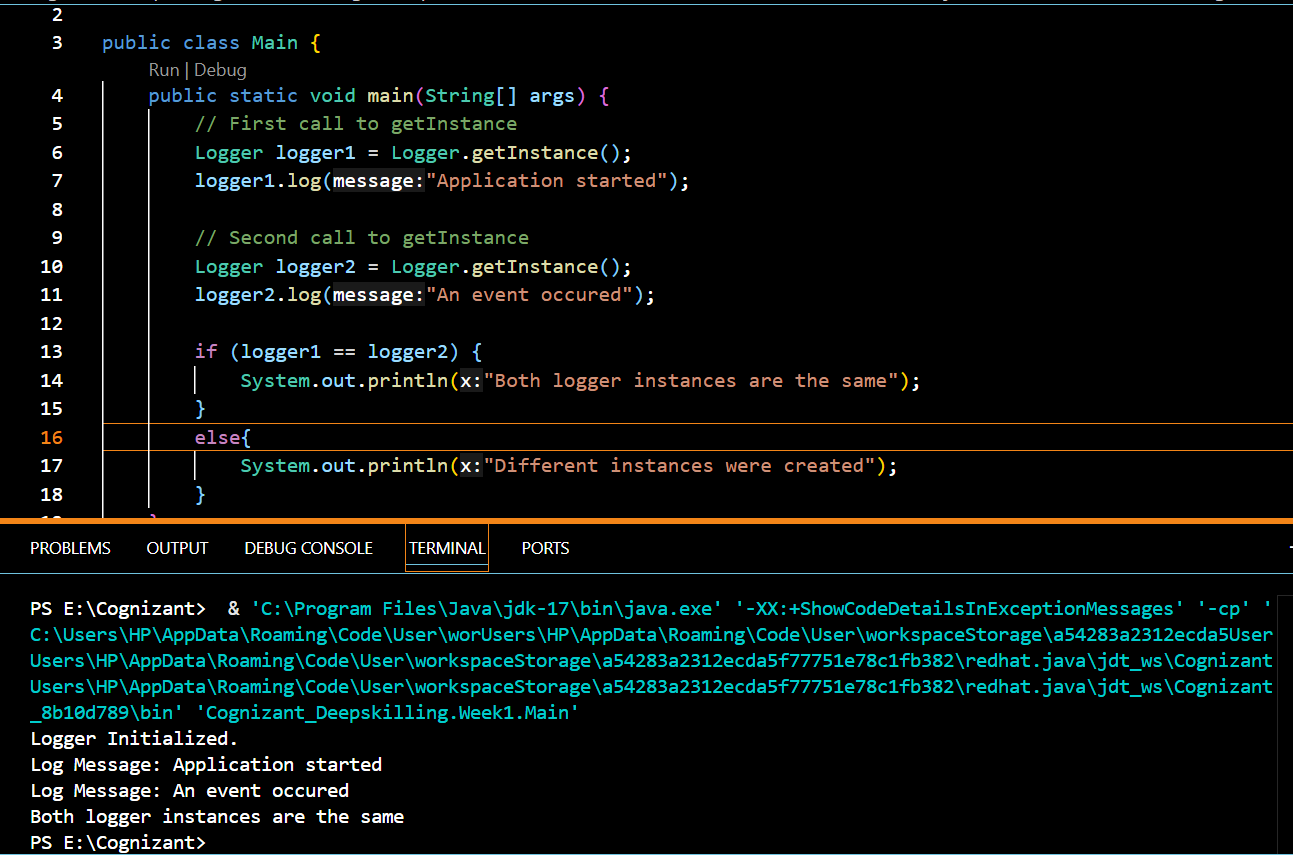 2
3 public class Main {
Run | Debug
4 public static void main(String[] args) {
5 // First call to getInstance
6 Logger logger1 = Logger.getInstance();
7 logger1.log(message:"Application started");
8
9 // Second call to getInstance
10 Logger logger2 = Logger.getInstance();
11 logger2.log(message:"An event occured");
12
13 if (logger1 == logger2) {
14 System.out.println(x:"Both logger instances are the same");
15 }
16 else{
17 System.out.println(x:"Different instances were created");
18 }
PROBLEMS OUTPUT DEBUG CONSOLE TERMINAL PORTS
PS E:\Cognizant> & 'C:\Program Files\Java\jdk-17\bin\java.exe' '-XX:+ShowCodeDetailsInExceptionMessages' '-cp' '
C:\Users\HP\AppData\Roaming\Code\User\worUsers\HP\AppData\Roaming\Code\User\workspaceStorage\a54283a2312ecda5User
Users\HP\AppData\Roaming\Code\User\workspaceStorage\a54283a2312ecda5f77751e78c1fb382\redhat.java\jdt_ws\Cognizant
Users\HP\AppData\Roaming\Code\User\workspaceStorage\a54283a2312ecda5f77751e78c1fb382\redhat.java\jdt_ws\Cognizant
_8b10d789\bin' 'Cognizant_Deepskilling.Week1.Main'
Logger Initialized.
Log Message: Application started
Log Message: An event occured
Both logger instances are the same
PS E:\Cognizant>